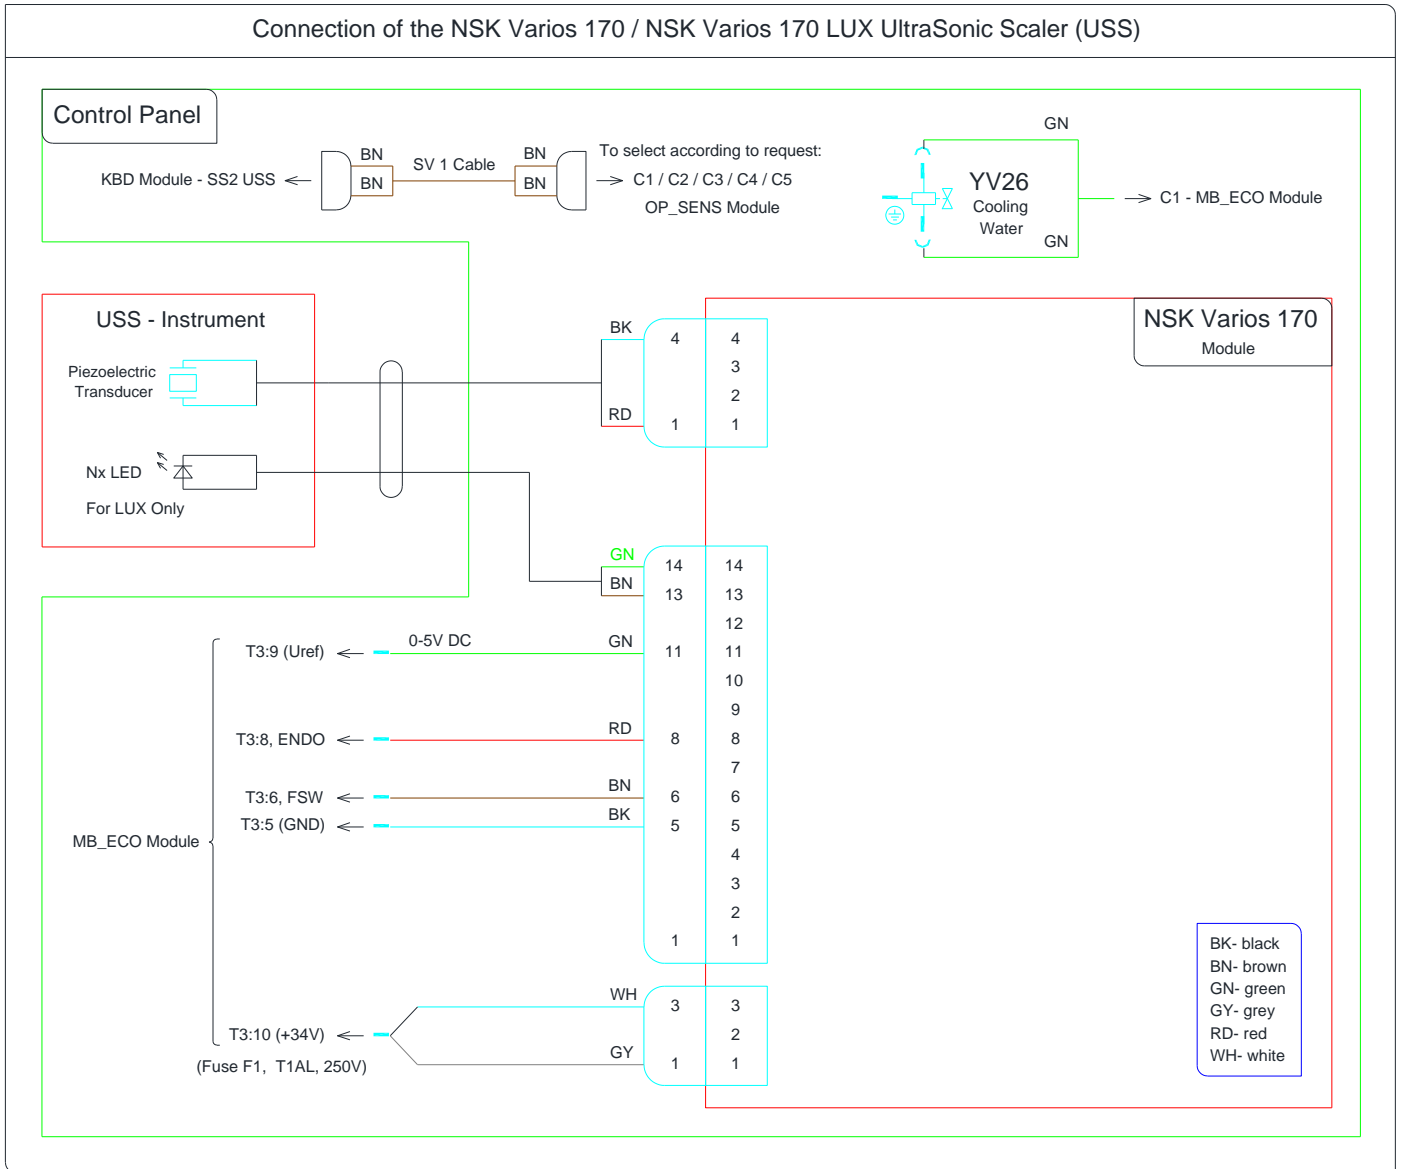 Connection of the NSK Varios 170 / NSK Varios 170 LUX UltraSonic Scaler (USS)
Control Panel
KBD Module - SS2 USS
BN
BN
SV 1 Cable
BN
BN
To select according to request:
C1 / C2 / C3 / C4 / C5
OP_SENS Module
GN
YV26
Cooling
Water
GN
C1 - MB_ECO Module
USS - Instrument
Piezoelectric
Transducer
Nx LED
For LUX Only
NSK Varios 170
Module
BK
4 4
3
2
RD
1 1
GN
14 14
BN
13 13
12
T3:9 (Uref)
0-5V DC
GN
11 11
10
9
T3:8, ENDO
RD
8 8
7
T3:6, FSW
BN
6 6
T3:5 (GND)
BK
5 5
4
3
2
1 1
MB_ECO Module
WH
3 3
T3:10 (+34V)
2
(Fuse F1, T1AL, 250V)
GY
1 1
BK- black
BN- brown
GN- green
GY- grey
RD- red
WH- white